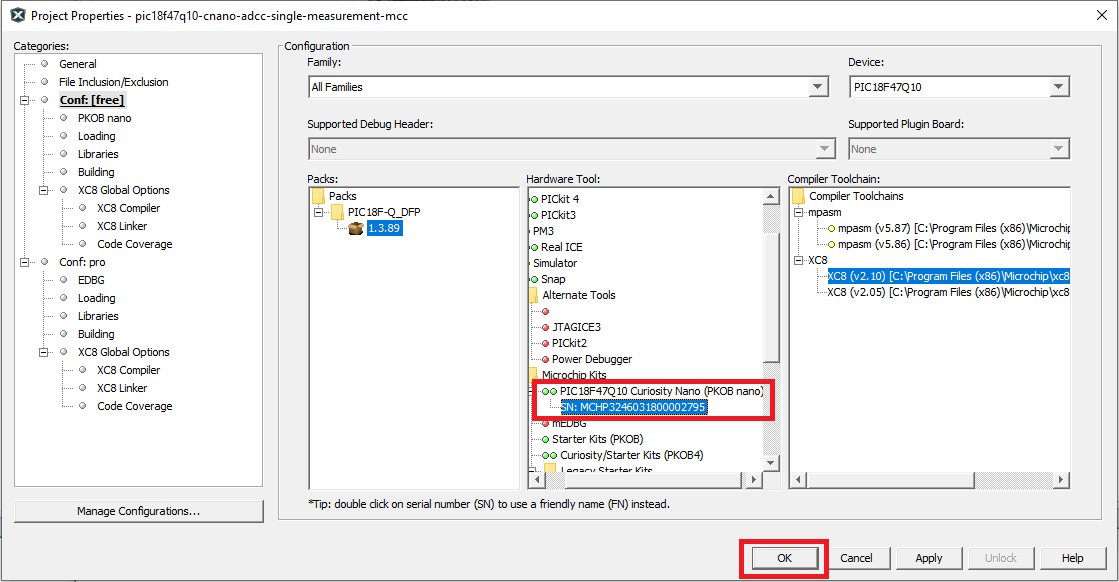 Project Properties - pic18f47q10-cnano-adcc-single-measurement-mcc
Categories:
General
File Inclusion/Exclusion
Conf: [free]
PKOB nano
Loading
Libraries
Building
XC8 Global Options
XC8 Compiler
XC8 Linker
Code Coverage
Conf: pro
EDBG
Loading
Libraries
Building
XC8 Global Options
XC8 Compiler
XC8 Linker
Code Coverage
Manage Configurations...
Configuration
Family:
All Families
Device:
PIC18F47Q10
Supported Debug Header:
None
Supported Plugin Board:
None
Packs:
Packs
PIC18F-Q_DFP
1.3.89
Hardware Tool:
PICkit 4
PICkit3
PM3
Real ICE
Simulator
Snap
Alternate Tools
JTAGICE3
PICkit2
Power Debugger
Microchip Kits
PIC18F47Q10 Curiosity Nano (PKOB nano)
SN: MCHP3246031800002795
mEDBG
Starter Kits (PKOB)
Curiosity/Starter Kits (PKOB4)
Legacy Starter Kits
Compiler Toolchain:
Compiler Toolchains
mpasm
mpasm (v5.87) [C:\Program Files (x86)\Microchip
mpasm (v5.86) [C:\Program Files (x86)\Microchip
XC8
XC8 (v2.10) [C:\Program Files (x86)\Microchip\xc8
XC8 (v2.05) [C:\Program Files (x86)\Microchip\xc8
*Tip: double click on serial number (SN) to use a friendly name (FN) instead.
OK
Cancel
Apply
Unlock
Help